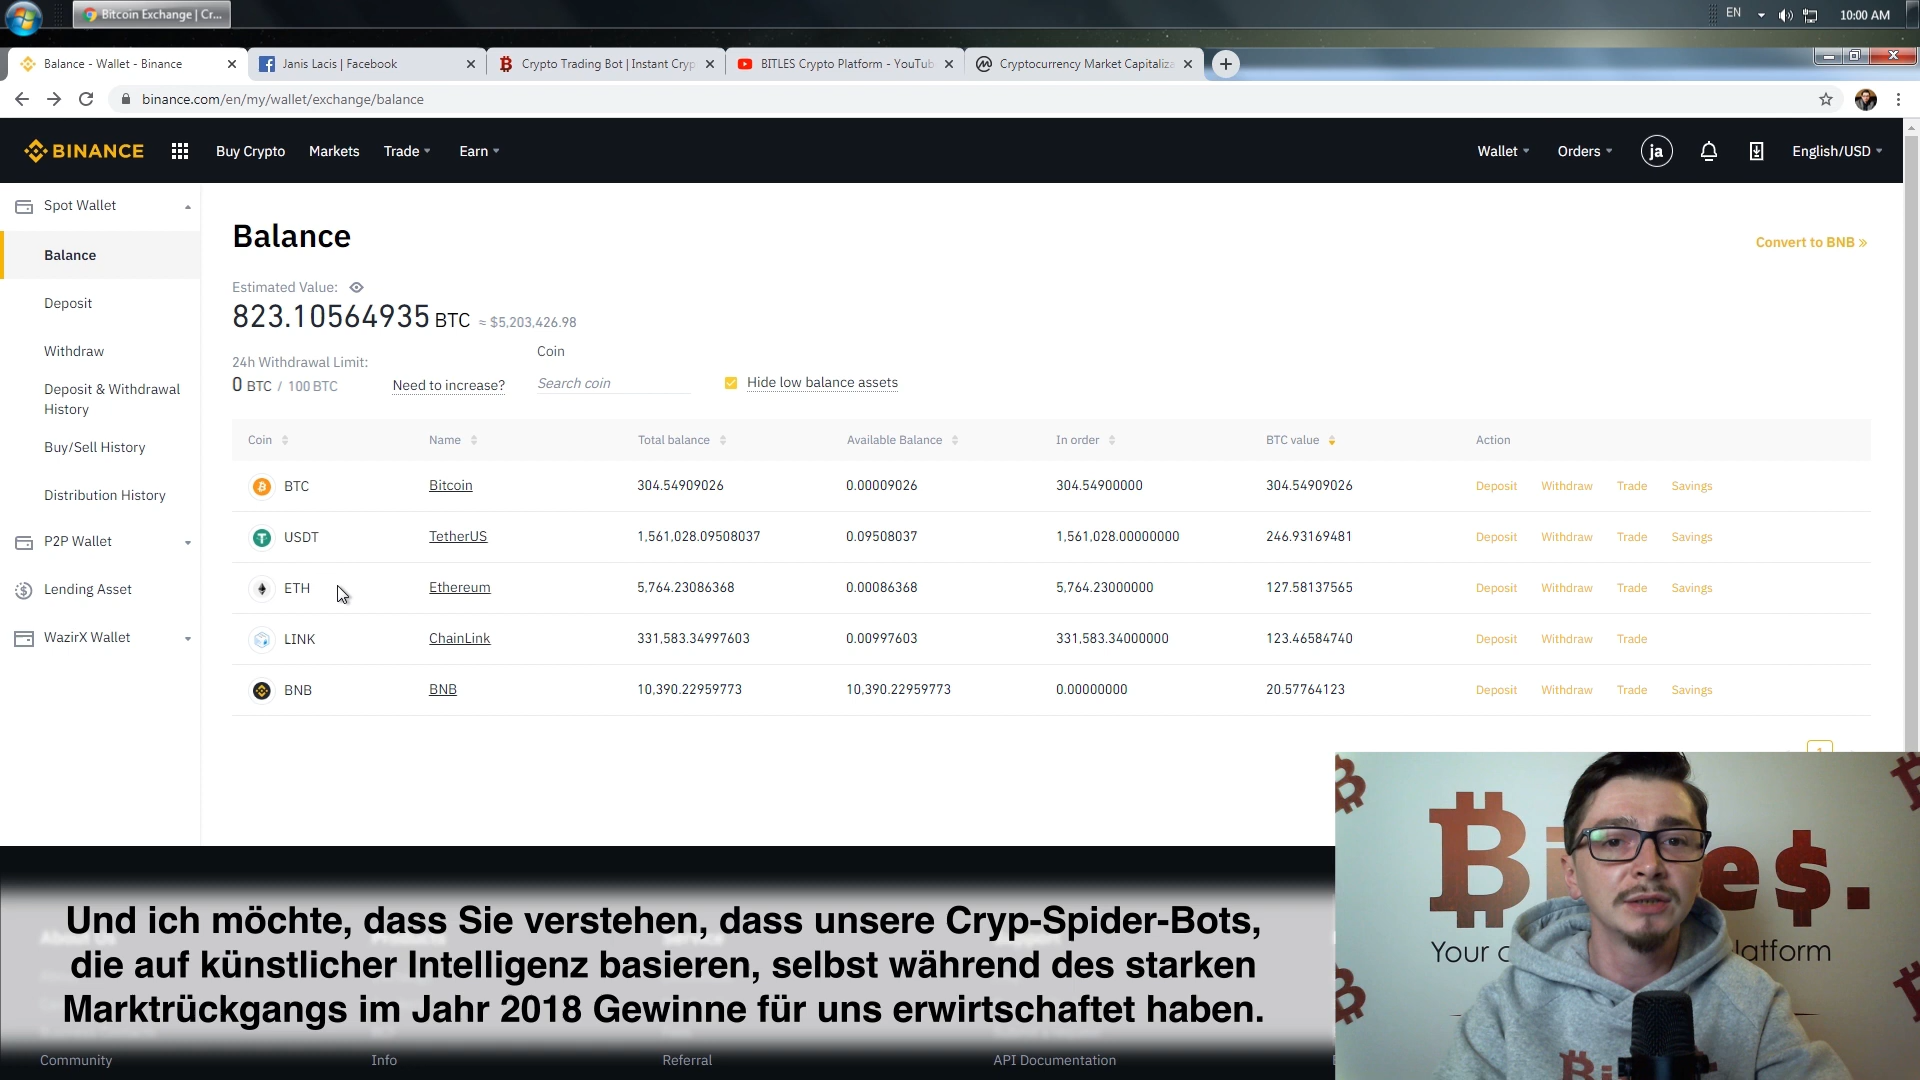 Bitcoin Exchange | Cr...
EN
10:00 AM
Balance - Wallet - Binance
Janis Lacis | Facebook
Crypto Trading Bot | Instant Cryp
BITLES Crypto Platform - YouTub
Cryptocurrency Market Capitaliza
binance.com/en/my/wallet/exchange/balance
BINANCE
Buy Crypto
Markets
Trade
Earn
Wallet
Orders
ja
English/USD
Spot Wallet
Balance
Deposit
Withdraw
Deposit & Withdrawal
History
Buy/Sell History
Distribution History
P2P Wallet
Lending Asset
WazirX Wallet
Balance
Convert to BNB »
Estimated Value:
823.10564935 BTC ≈ $5,203,426.98
24h Withdrawal Limit:
0 BTC / 100 BTC
Need to increase?
Coin
Search coin
Hide low balance assets
Coin Name Total balance Available Balance In order BTC value Action
BTC Bitcoin 304.54909026 0.00009026 304.54900000 304.54909026 Deposit Withdraw Trade Savings
USDT TetherUS 1,561,028.09508037 0.09508037 1,561,028.00000000 246.93169481 Deposit Withdraw Trade Savings
ETH Ethereum 5,764.23086368 0.00086368 5,764.23000000 127.58137565 Deposit Withdraw Trade Savings
LINK ChainLink 331,583.34997603 0.00997603 331,583.34000000 123.46584740 Deposit Withdraw Trade
BNB BNB 10,390.22959773 10,390.22959773 0.00000000 20.57764123 Deposit Withdraw Trade Savings
Und ich möchte, dass Sie verstehen, dass unsere Cryp-Spider-Bots,
die auf künstlicher Intelligenz basieren, selbst während des starken
Marktrückgangs im Jahr 2018 Gewinne für uns erwirtschaftet haben.
Community
Info
Referral
API Documentation
Your